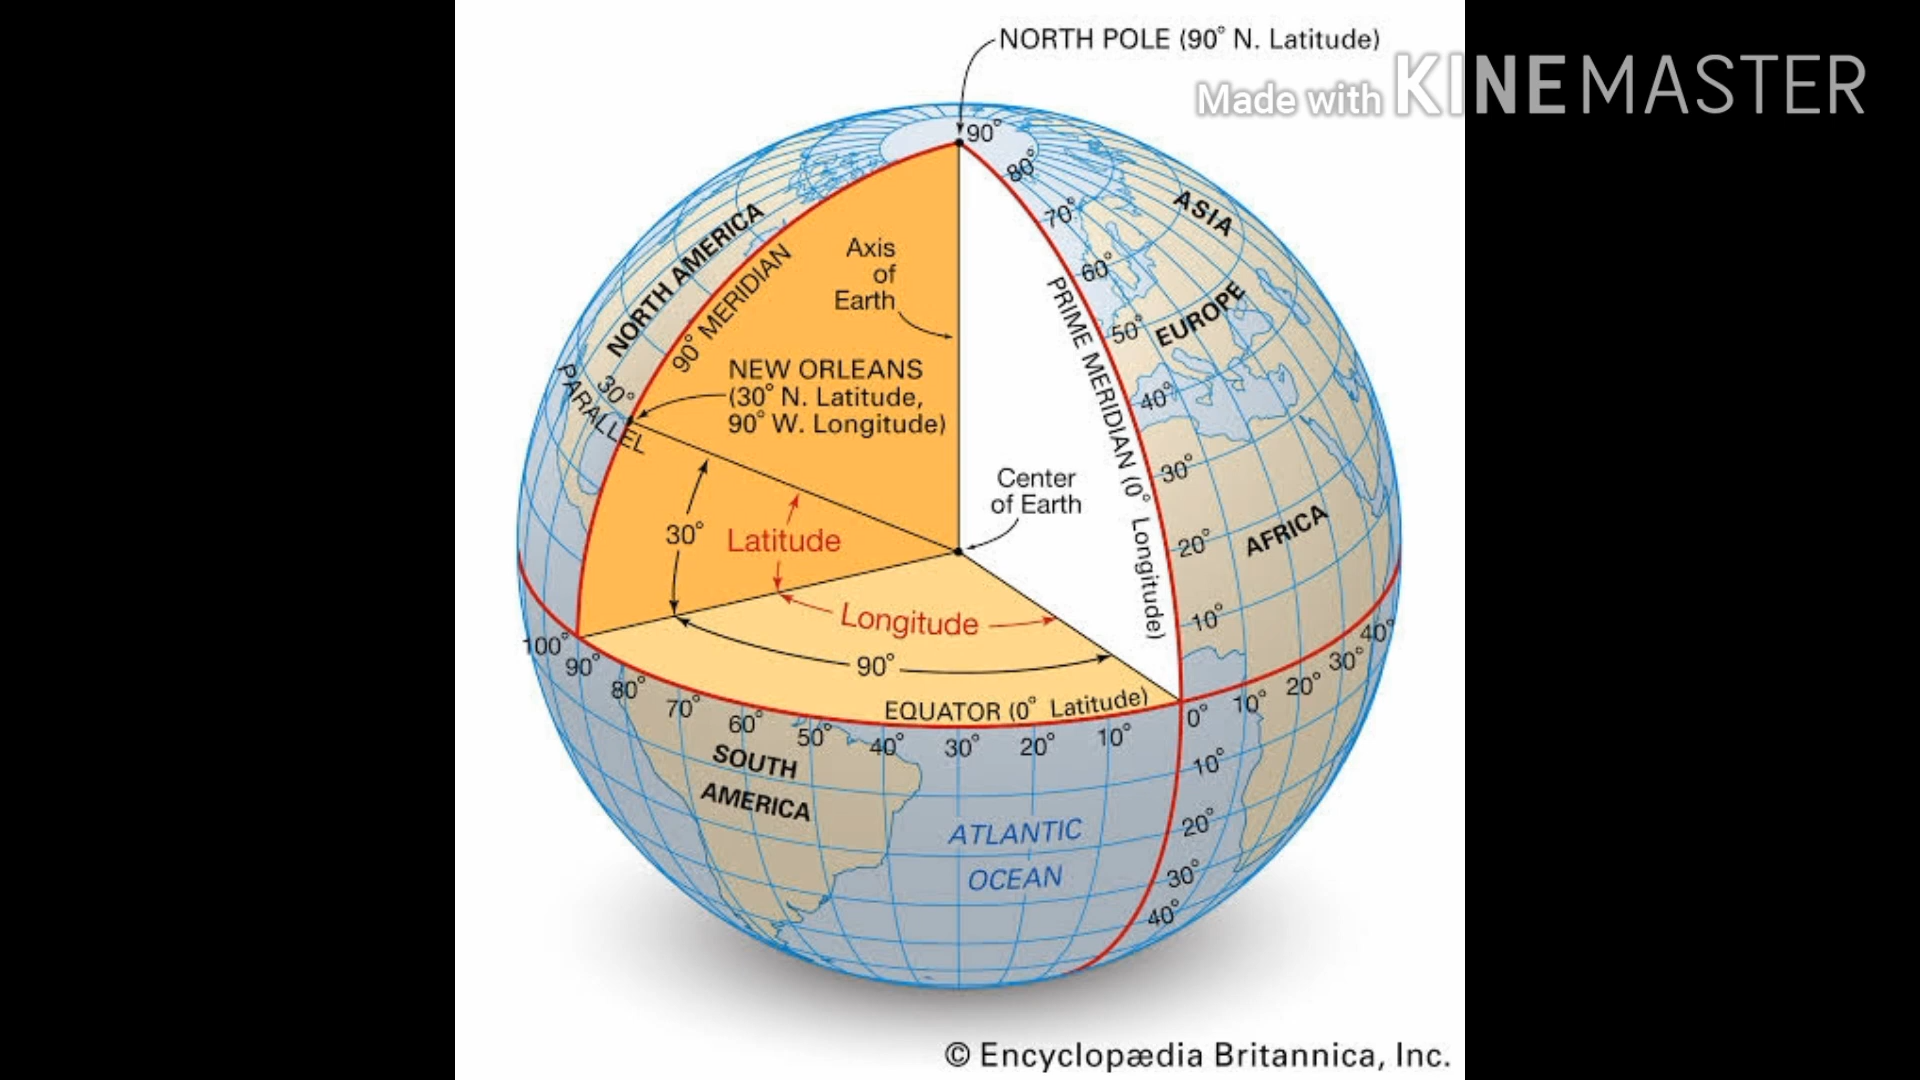 NORTH POLE (90° N. Latitude)
Made with KINEMASTER
90°
80°
70°
60°
50°
40°
30°
20°
10°
ASIA
EUROPE
AFRICA
NORTH AMERICA
90° MERIDIAN
30°
PARALLEL
Axis
of
Earth
NEW ORLEANS
(30° N. Latitude,
90° W. Longitude)
PRIME MERIDIAN (0° Longitude)
Center
of Earth
30°
Latitude
Longitude
90°
EQUATOR (0° Latitude)
100°
90°
80°
70°
60°
50°
40°
30°
20°
10°
0°
10°
20°
30°
40°
10°
20°
30°
40°
SOUTH
AMERICA
ATLANTIC
OCEAN
© Encyclopædia Britannica, Inc.